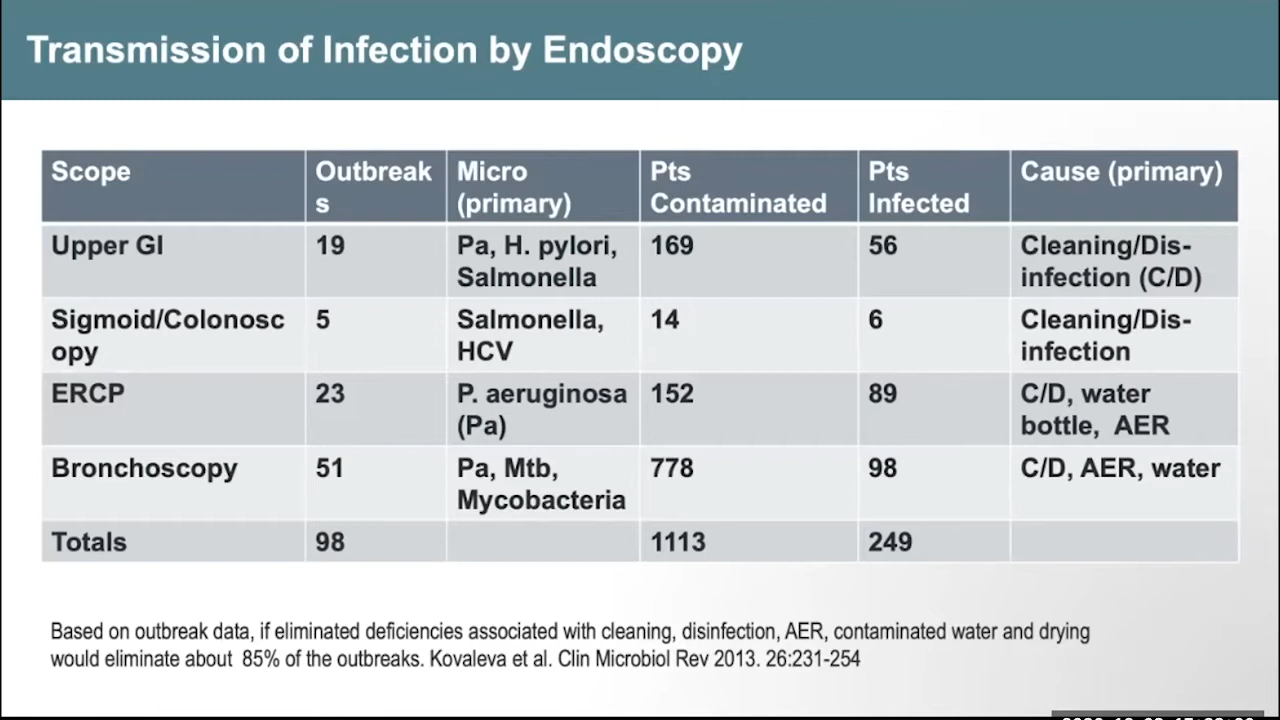 Transmission of Infection by Endoscopy
Scope
Outbreak
s
Micro
(primary)
Pts
Contaminated
Pts
Infected
Cause (primary)
Upper GI
19
Pa, H. pylori,
Salmonella
169
56
Cleaning/Dis-
infection (C/D)
Sigmoid/Colonosc
opy
5
Salmonella,
HCV
14
6
Cleaning/Dis-
infection
ERCP
23
P. aeruginosa
(Pa)
152
89
C/D, water
bottle, AER
Bronchoscopy
51
Pa, Mtb,
Mycobacteria
778
98
C/D, AER, water
Totals
98
1113
249
Based on outbreak data, if eliminated deficiencies associated with cleaning, disinfection, AER, contaminated water and drying
would eliminate about 85% of the outbreaks. Kovaleva et al. Clin Microbiol Rev 2013. 26:231-254